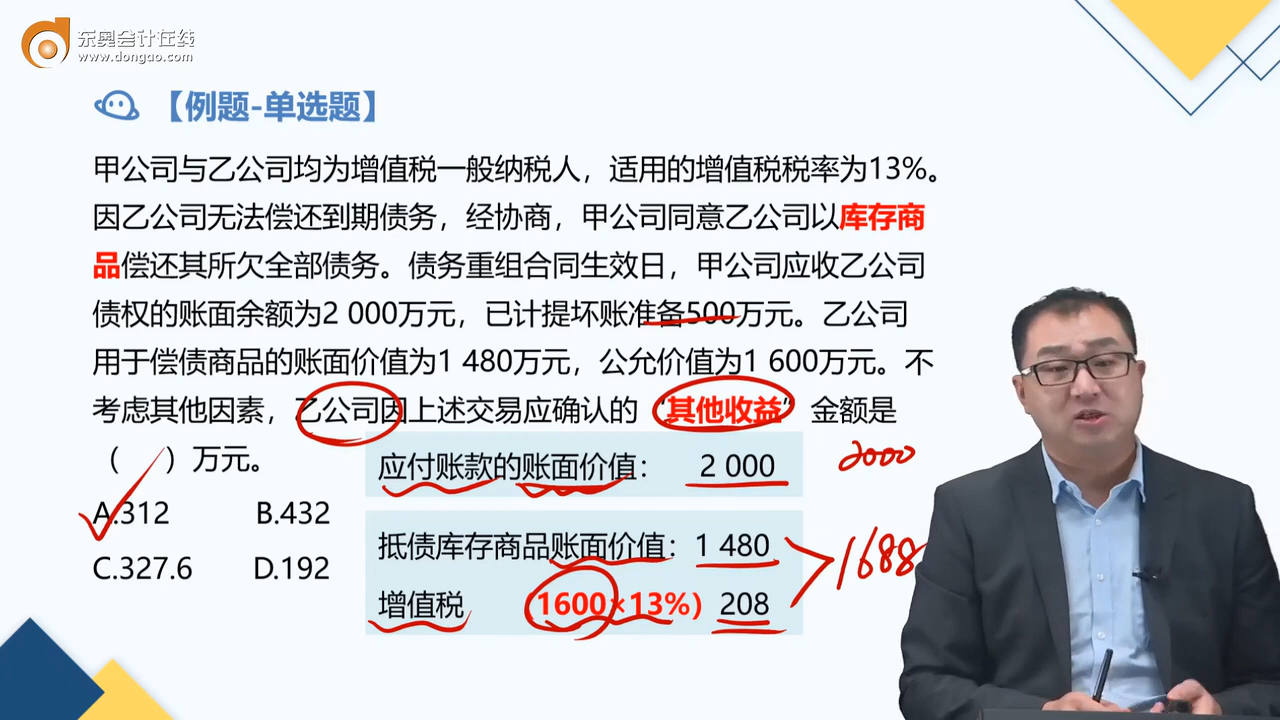 东奥会计在线
www.dongao.com
【例题-单选题】
甲公司与乙公司均为增值税一般纳税人，适用的增值税税率为13%。
因乙公司无法偿还到期债务，经协商，甲公司同意乙公司以库存商
品偿还其所欠全部债务。债务重组合同生效日，甲公司应收乙公司
债权的账面余额为2 000万元，已计提坏账准备500万元。乙公司
用于偿债商品的账面价值为1 480万元，公允价值为1 600万元。不
考虑其他因素，乙公司因上述交易应确认的“其他收益”金额是
（ ）万元。
应付账款的账面价值： 2 000
2000
A.312 B.432
抵债库存商品账面价值：1 480
1688
C.327.6 D.192
增值税 1600×13%) 208